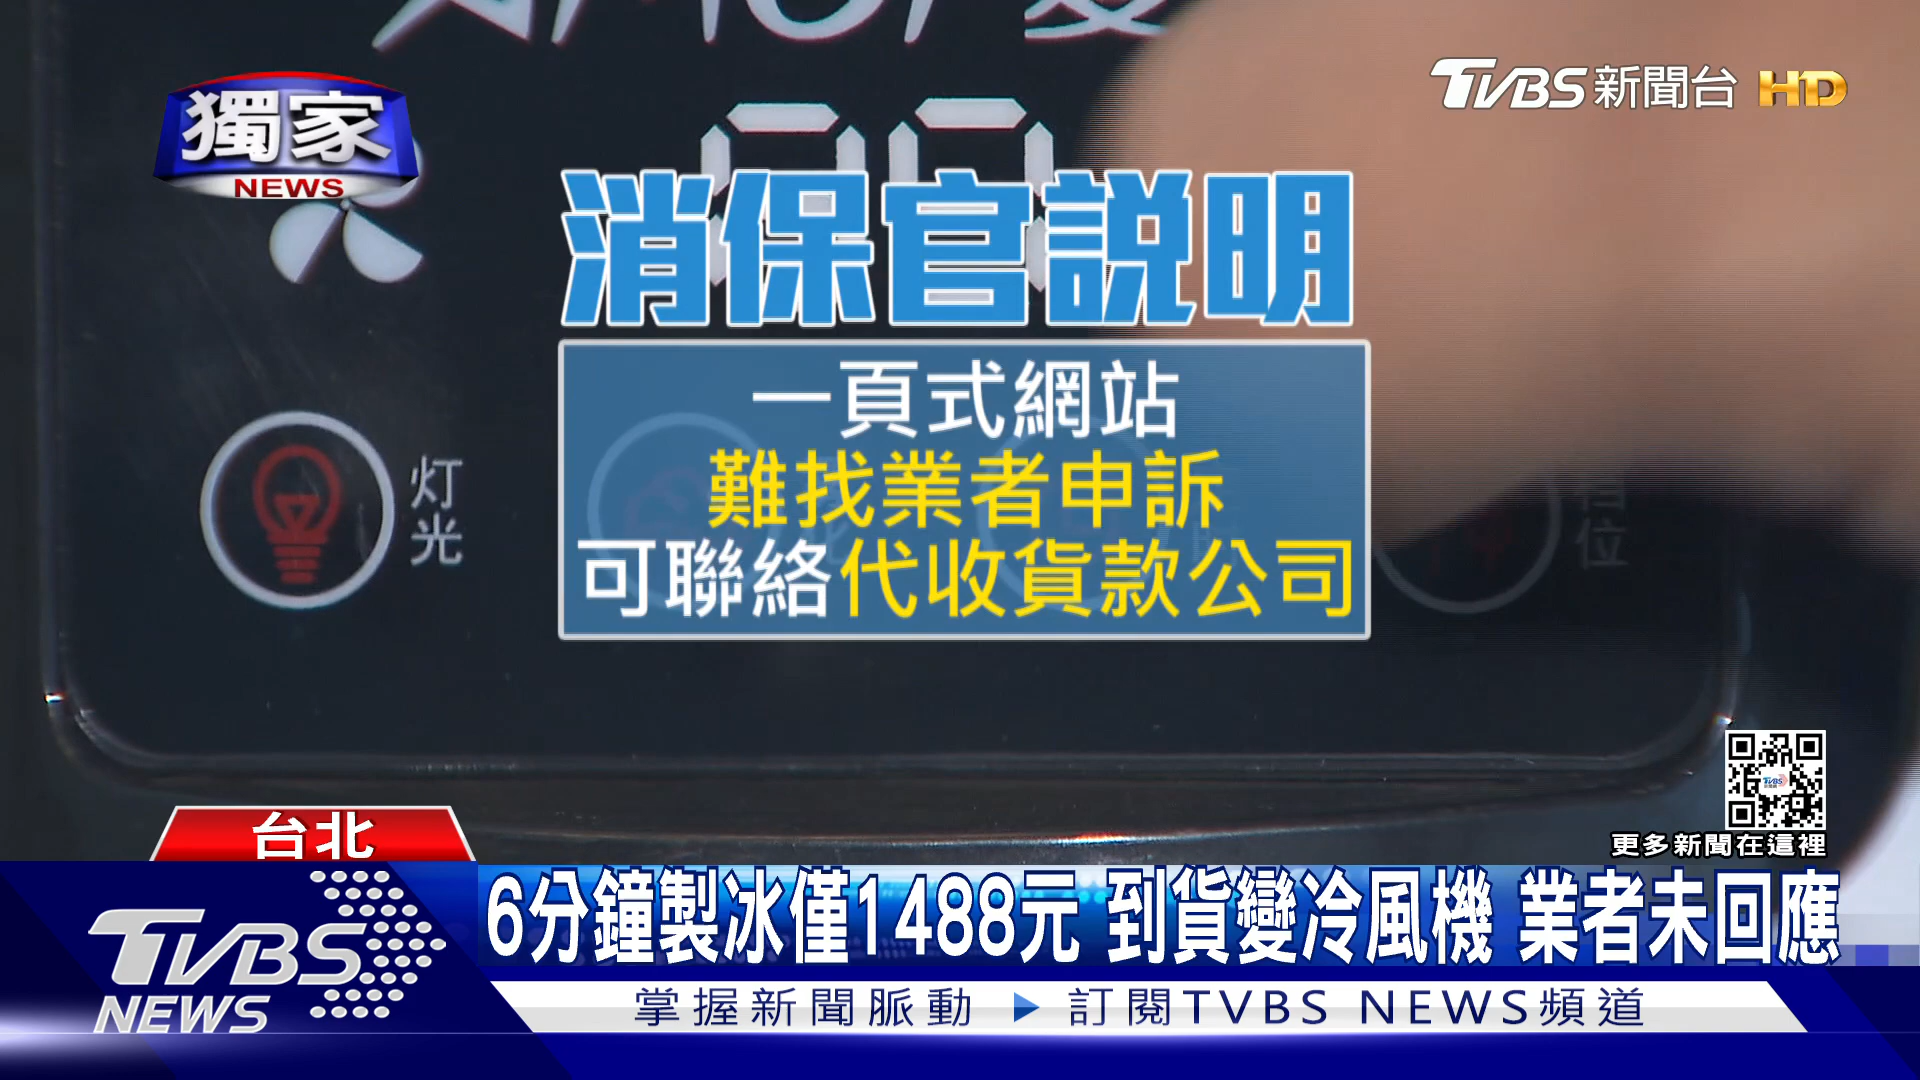 獨家
NEWS
TVBS新聞台 HD
消保官說明
一頁式網站
難找業者申訴
可聯絡代收貨款公司
灯光
位
更多新聞在這裡
台北
6分鐘製冰僅1488元 到貨變冷風機 業者未回應
TVBS NEWS
掌握新聞脈動 ▶ 訂閱TVBS NEWS頻道